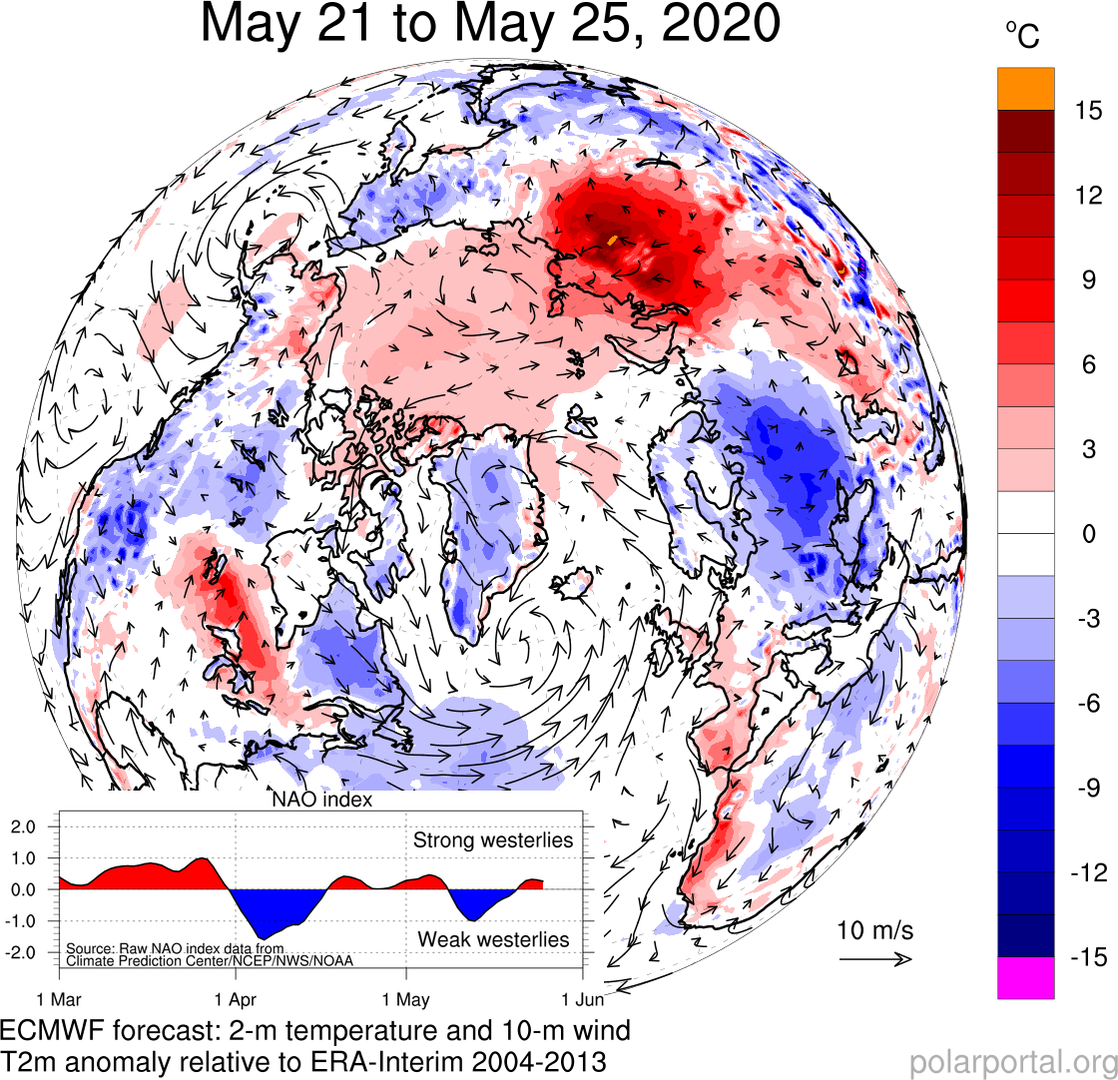 May 21 to May 25, 2020
°C
15
12
9
6
3
0
-3
-6
-9
-12
-15
10 m/s
NAO index
2.0
1.0
0.0
-1.0
-2.0
Strong westerlies
Weak westerlies
Source: Raw NAO index data from
Climate Prediction Center/NCEP/NWS/NOAA
1 Mar 1 Apr 1 May 1 Jun
ECMWF forecast: 2-m temperature and 10-m wind
T2m anomaly relative to ERA-Interim 2004-2013
polarportal.org